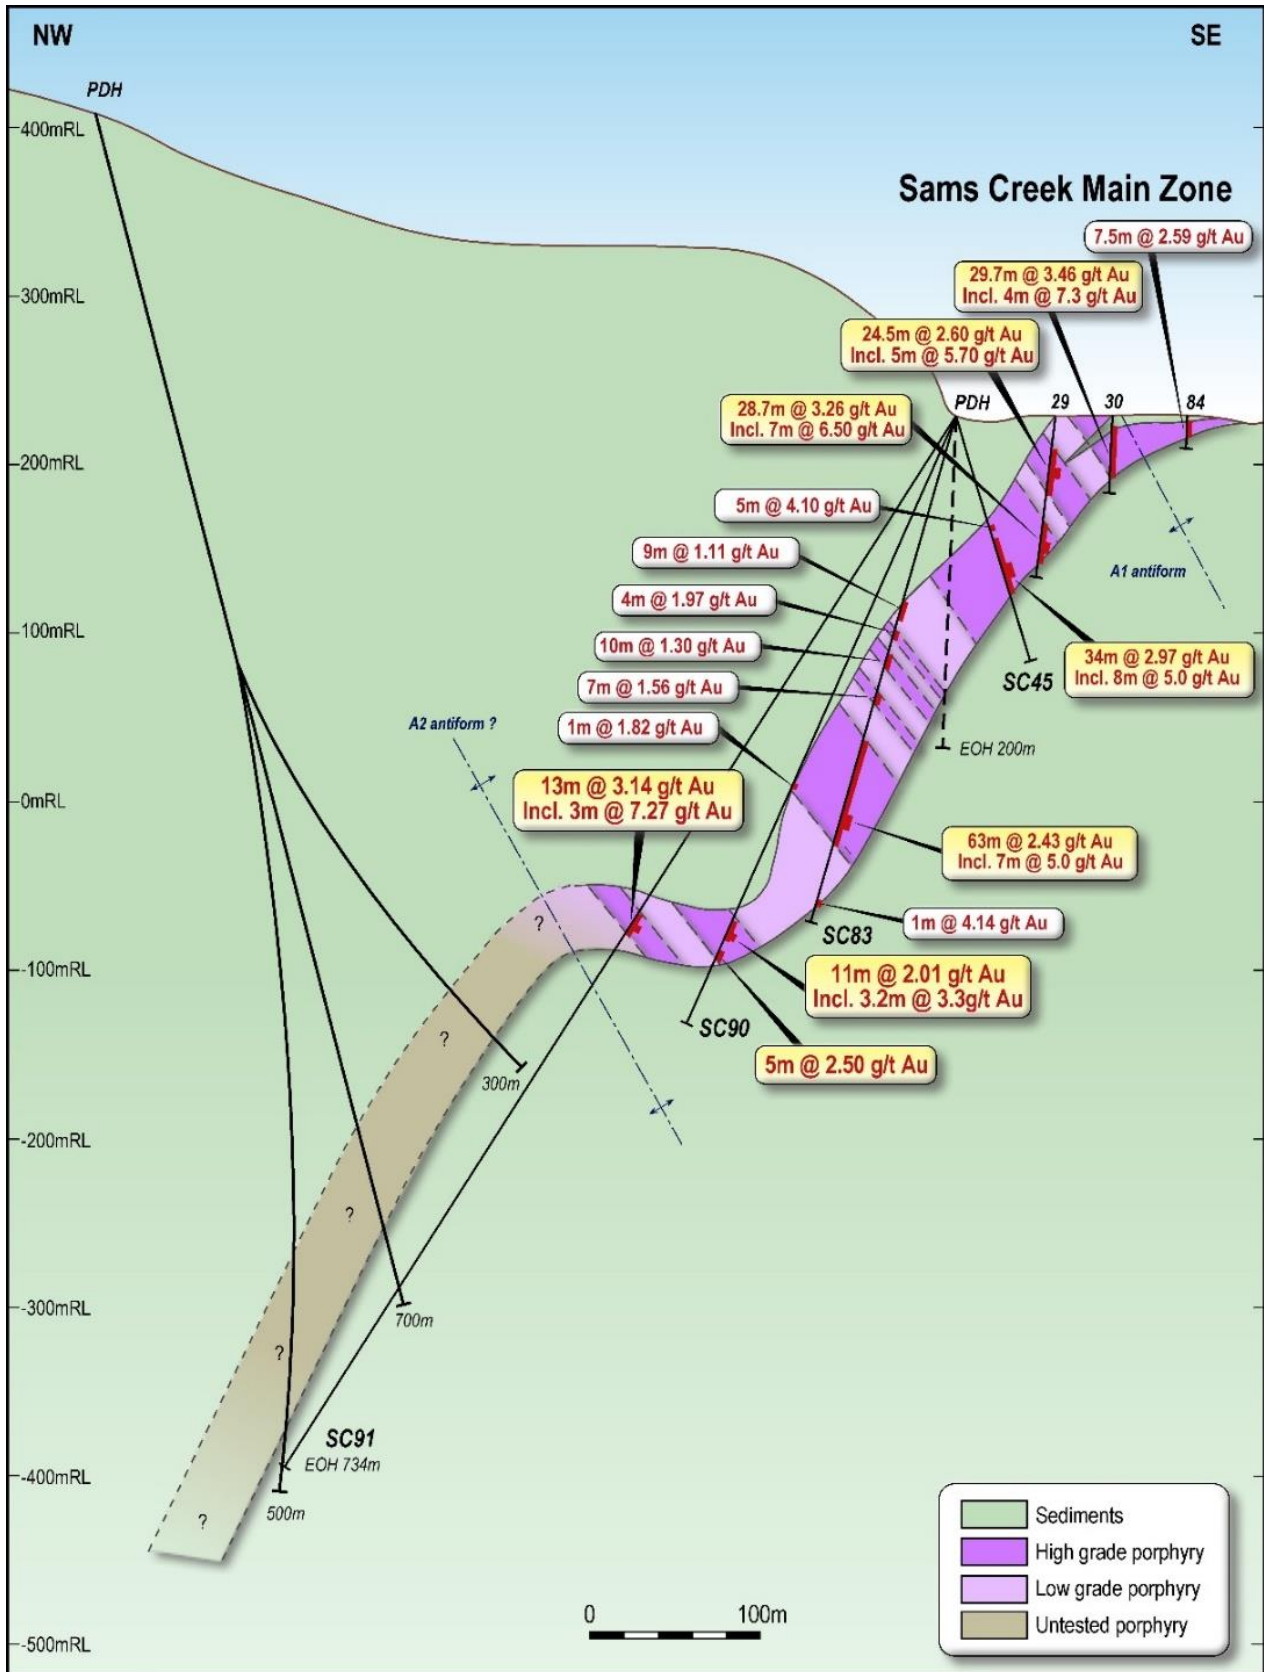 NW
SE
PDH
400mRL
Sams Creek Main Zone
7.5m @ 2.59 g/t Au
29.7m @ 3.46 g/t Au
Incl. 4m @ 7.3 g/t Au
300mRL
24.5m @ 2.60 g/t Au
Incl. 5m @ 5.70 g/t Au
28.7m @ 3.26 g/t Au
Incl. 7m @ 6.50 g/t Au
PDH
29
30
84
200mRL
5m @ 4.10 g/t Au
9m @ 1.11 g/t Au
A1 antiform
4m @ 1.97 g/t Au
100mRL
10m @ 1.30 g/t Au
34m @ 2.97 g/t Au
Incl. 8m @ 5.0 g/t Au
SC45
7m @ 1.56 g/t Au
A2 antiform ?
1m @ 1.82 g/t Au
EOH 200m
0mRL
13m @ 3.14 g/t Au
Incl. 3m @ 7.27 g/t Au
63m @ 2.43 g/t Au
Incl. 7m @ 5.0 g/t Au
?
1m @ 4.14 g/t Au
SC83
-100mRL
11m @ 2.01 g/t Au
Incl. 3.2m @ 3.3g/t Au
SC90
?
5m @ 2.50 g/t Au
300m
-200mRL
?
-300mRL
700m
?
SC91
EOH 734m
-400mRL
500m
?
Sediments
High grade porphyry
Low grade porphyry
Untested porphyry
0
100m
-500mRL